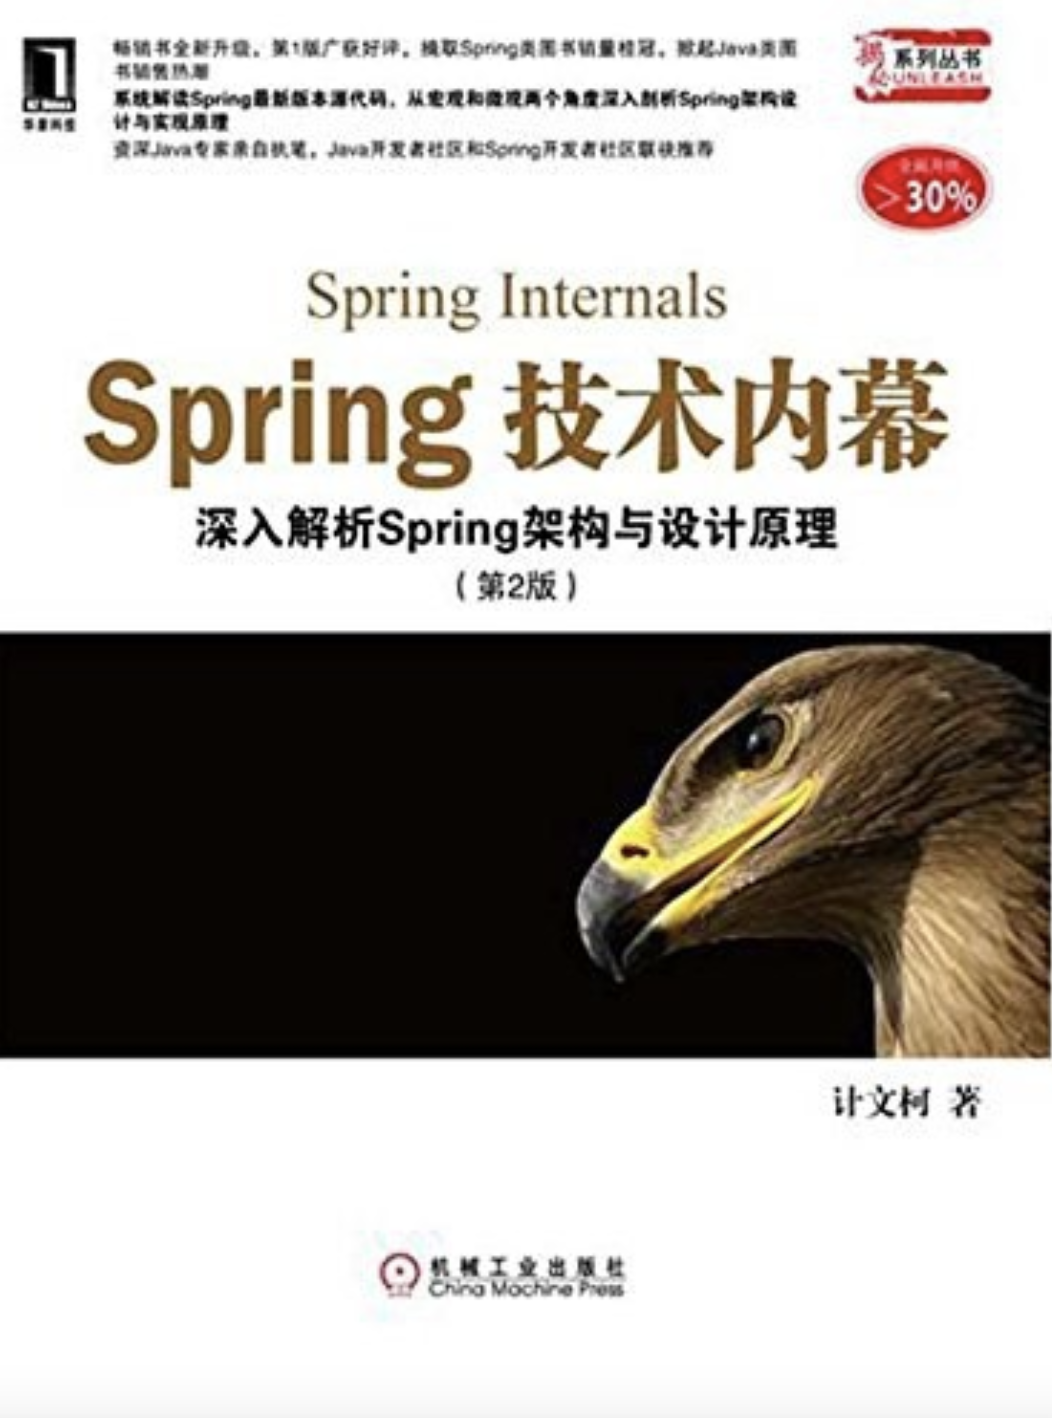 畅销书全新升级，第1版广获好评，摘取Spring类图书销量桂冠，掀起Java类图
书销售热潮
系统解读Spring最新版本源代码，从宏观和微观两个角度深入剖析Spring架构设
计与实现原理
资深Java专家亲自执笔，Java开发者社区和Spring开发者社区联袂推荐
华章科技
揭秘
系列丛书
UNLEASH
>30%
Spring Internals
Spring 技术内幕
深入解析Spring架构与设计原理
（第2版）
计文柯 著
机械工业出版社
China Machine Press